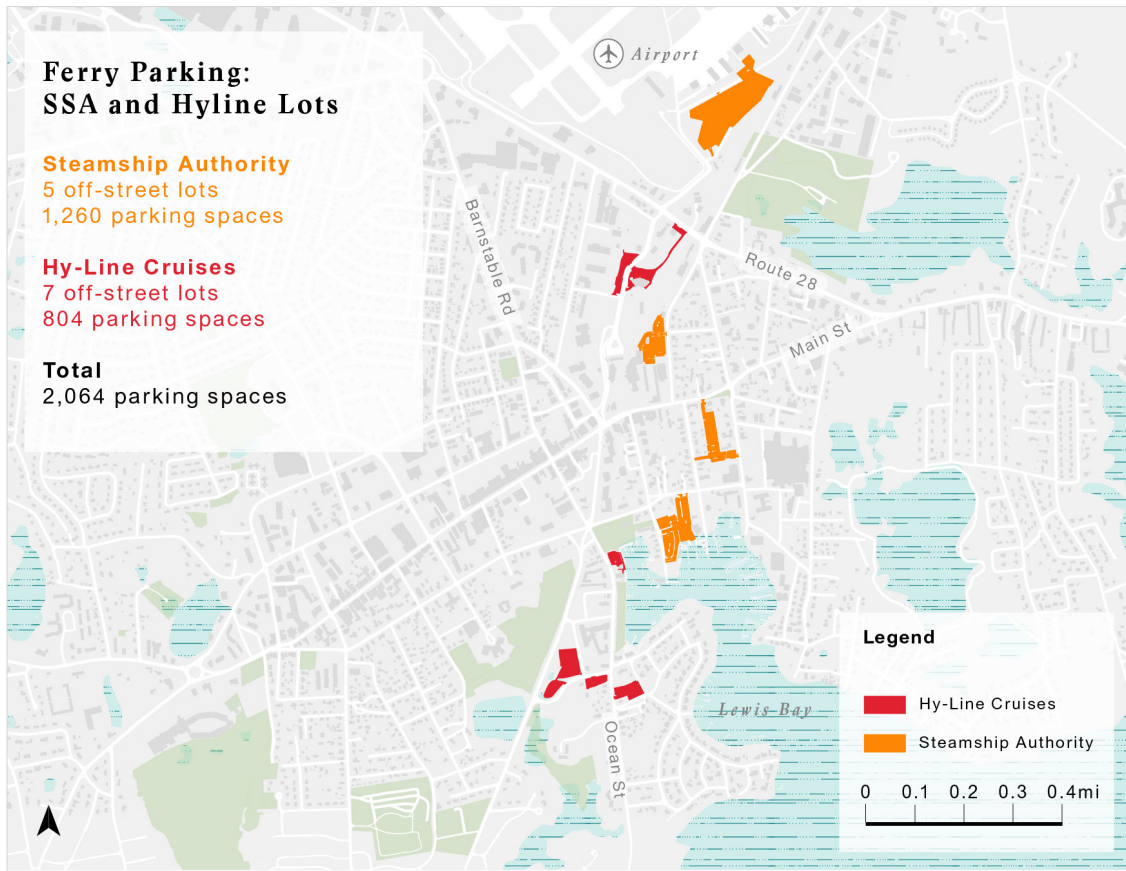 Ferry Parking:
SSA and Hyline Lots
Steamship Authority
5 off-street lots
1,260 parking spaces
Hy-Line Cruises
7 off-street lots
804 parking spaces
Total
2,064 parking spaces
Airport
Barnstable Rd
Route 28
Main St
Lewis Bay
Ocean St
Legend
Hy-Line Cruises
Steamship Authority
0 0.1 0.2 0.3 0.4mi